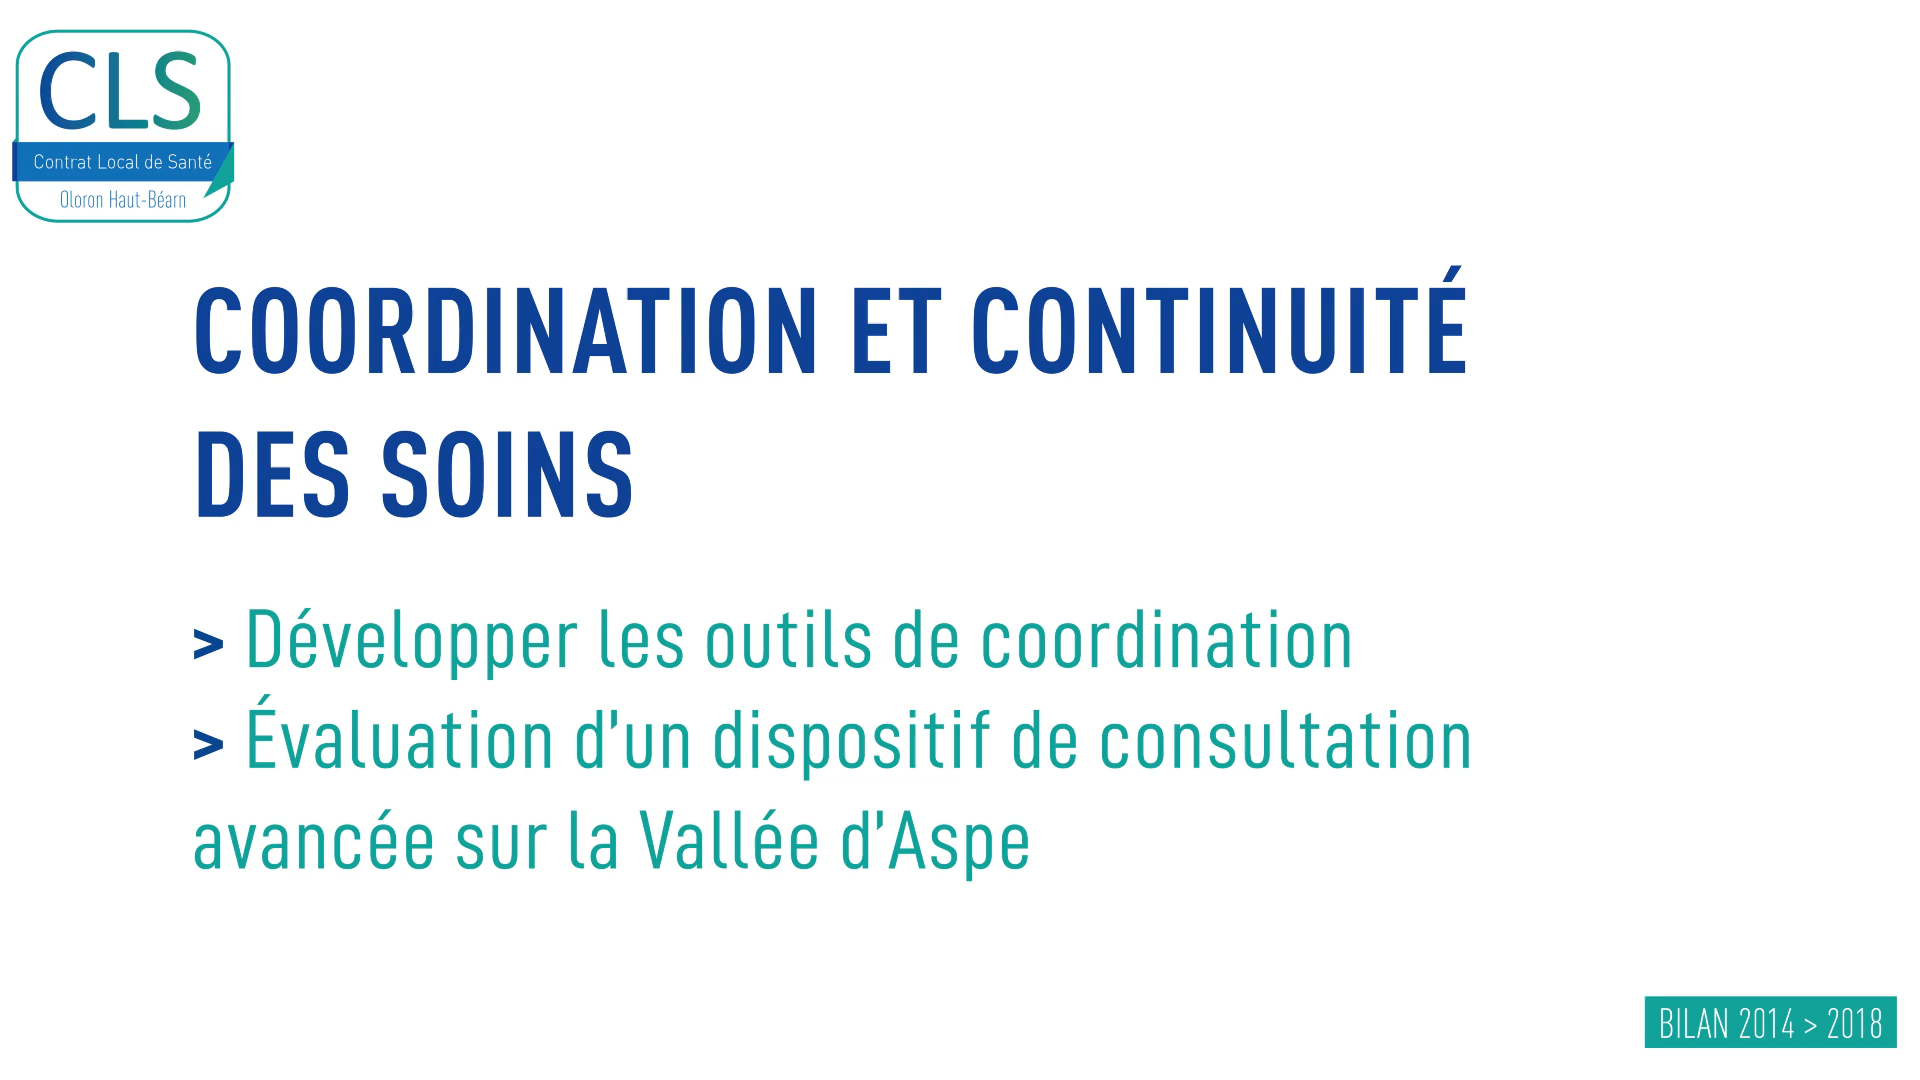 CLS
Contrat Local de Santé
Oloron Haut-Béarn
COORDINATION ET CONTINUITÉ
DES SOINS
> Développer les outils de coordination
> Évaluation d’un dispositif de consultation
avancée sur la Vallée d’Aspe
BILAN 2014 > 2018